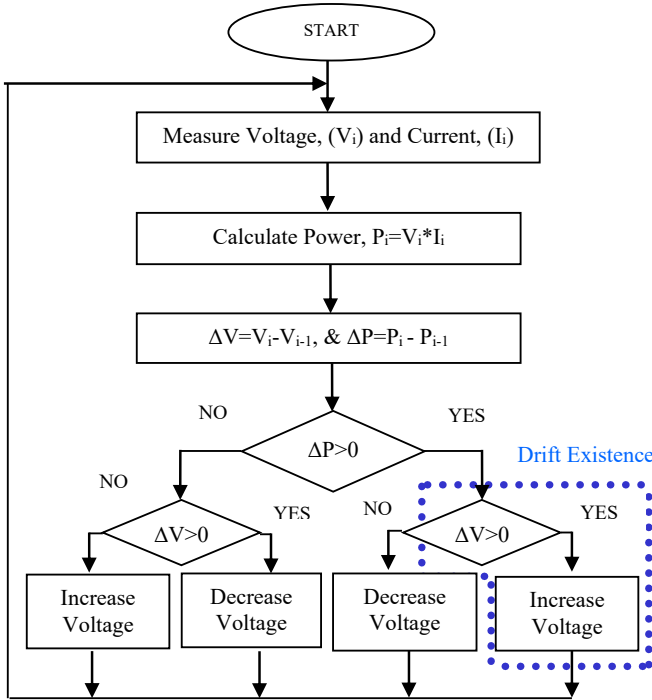 START
Measure Voltage, (Vᵢ) and Current, (Iᵢ)
Calculate Power, Pᵢ=Vᵢ*Iᵢ
ΔV=Vᵢ-Vᵢ₋₁, & ΔP=Pᵢ - Pᵢ₋₁
NO
YES
ΔP>0
Drift Existence
NO
YES
NO
YES
ΔV>0
ΔV>0
Increase
Voltage
Decrease
Voltage
Decrease
Voltage
Increase
Voltage